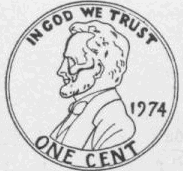 IN GOD WE TRUST
1974
ONE CENT